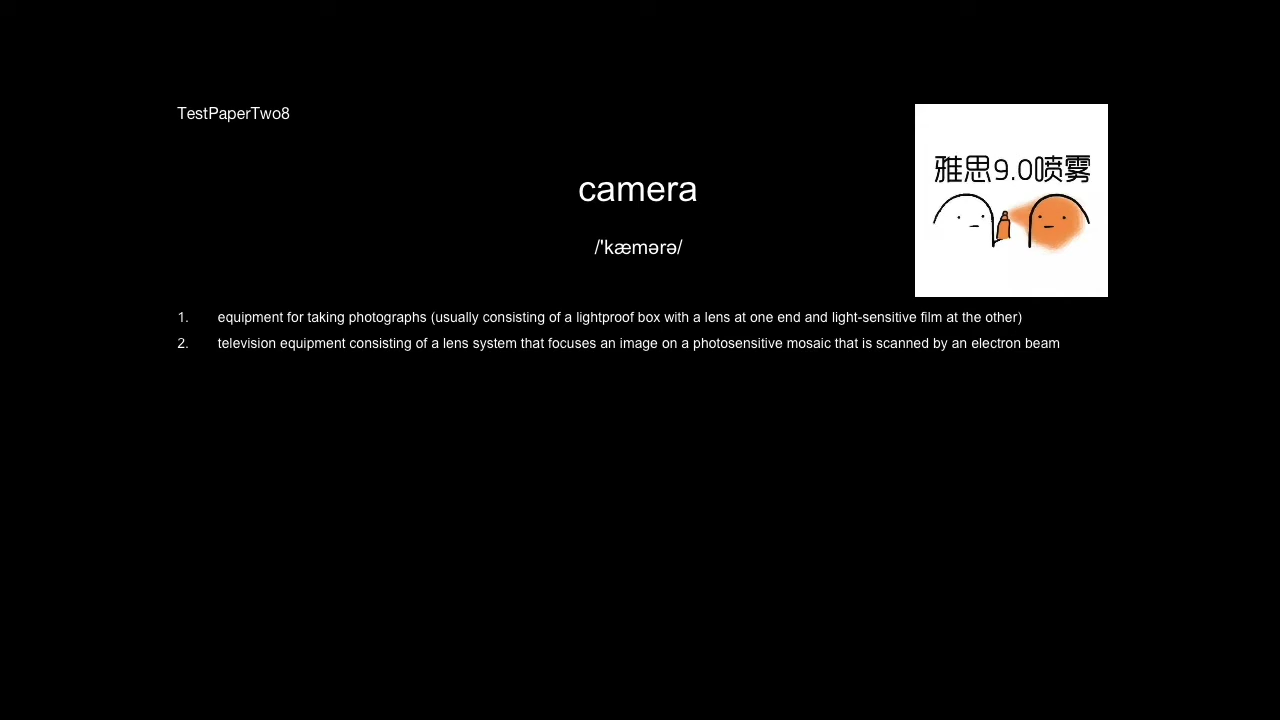 TestPaperTwo8
雅思9.0喷雾
camera
/'kæmərə/
1. equipment for taking photographs (usually consisting of a lightproof box with a lens at one end and light-sensitive film at the other)
2. television equipment consisting of a lens system that focuses an image on a photosensitive mosaic that is scanned by an electron beam